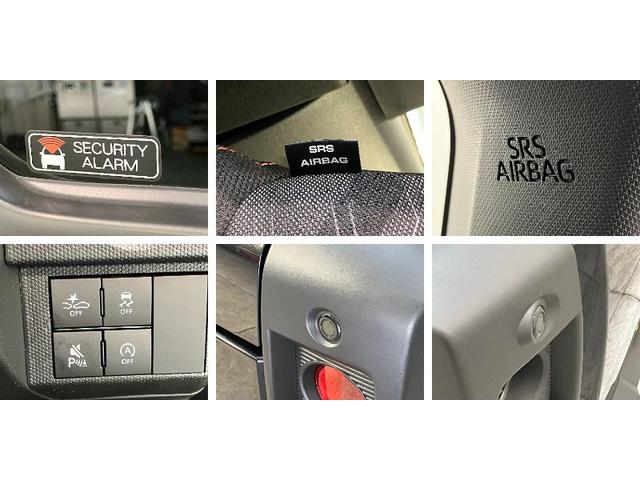 SECURITY
ALARM
SRS
AIRBAG
SRS
AIRBAG
OFF
OFF
P
OFF
A